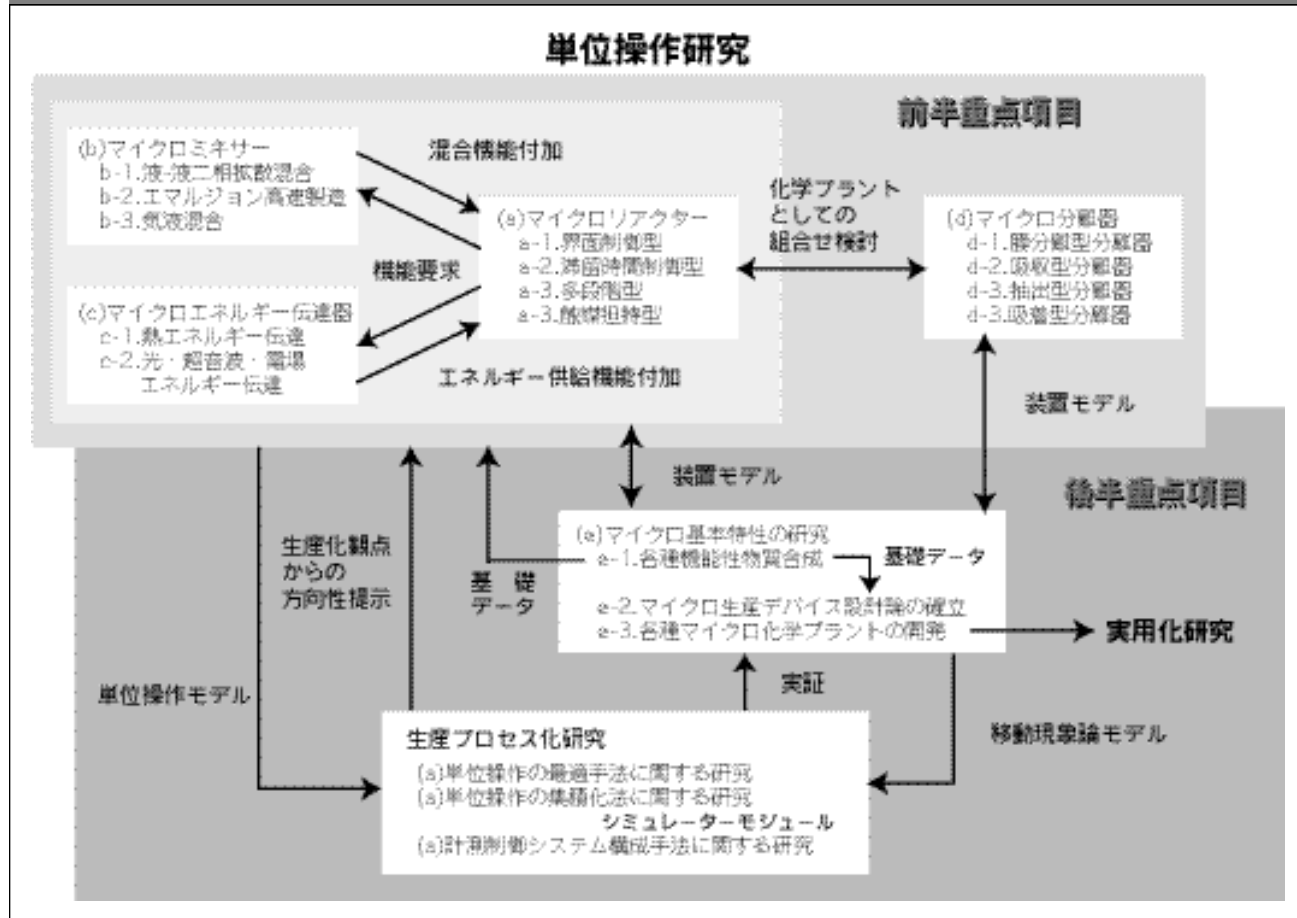 単位操作研究
前半重点項目
(b)マイクロミキサー
b-1.液-液二相拡散混合
b-2.エマルジョン高速製造
b-3.気液混合
混合機能付加
機能要求
(a)マイクロリアクター
a-1.界面制御型
a-2.滞留時間制御型
a-3.多段階型
a-3.触媒担持型
化学プラント
としての
組合せ検討
(d)マイクロ分離器
d-1.膜分離型分離器
d-2.吸収型分離器
d-3.抽出型分離器
d-3.吸着型分離器
(c)マイクロエネルギー伝達器
c-1.熱エネルギー伝達
c-2.光・超音波・電場
エネルギー伝達
エネルギー供給機能付加
装置モデル
装置モデル
後半重点項目
生産化観点
からの
方向性提示
基礎
データ
(e)マイクロ基本特性の研究
e-1.各種機能性物質合成
基礎データ
e-2.マイクロ生産デバイス設計論の確立
e-3.各種マイクロ化学プラントの開発
実用化研究
単位操作モデル
実証
移動現象論モデル
生産プロセス化研究
(a)単位操作の最適手法に関する研究
(a)単位操作の集積化法に関する研究
シミュレーターモジュール
(a)計測制御システム構成手法に関する研究